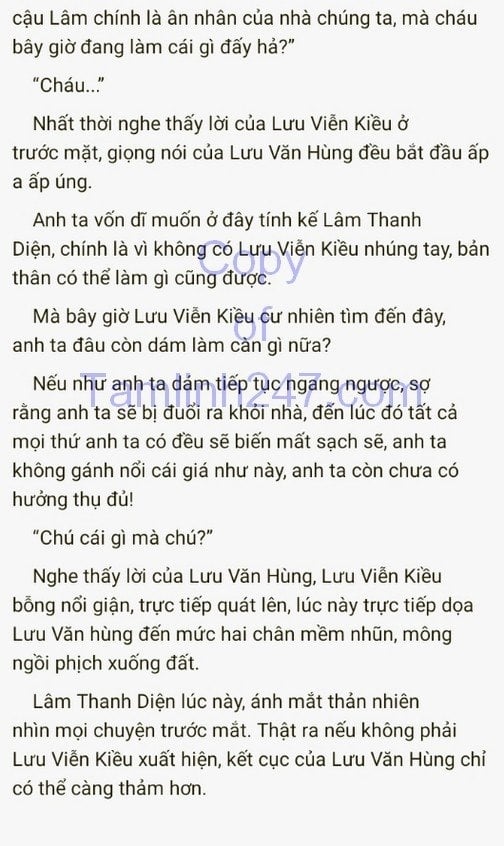 cậu Lâm chính là ân nhân của nhà chúng ta, mà cháu
bây giờ đang làm cái gì đấy hả?”
“Cháu...”
Nhất thời nghe thấy lời của Lưu Viễn Kiều ở
trước mặt, giọng nói của Lưu Văn Hùng đều bắt đầu ấp
a ấp úng.
Anh ta vốn dĩ muốn ở đây tính kế Lâm Thanh
Diện, chính là vì không có Lưu Viễn Kiều nhúng tay, bản
thân có thể làm gì cũng được.
Copy
Mà bây giờ Lưu Viễn Kiều cư nhiên tìm đến đây,
of
anh ta đâu còn dám làm càn gì nữa?
Nếu như anh ta dám tiếp tục ngang ngược, sợ
Tamlinh247.com
rằng anh ta sẽ bị đuổi ra khỏi nhà, đến lúc đó tất cả
mọi thứ anh ta có đều sẽ biến mất sạch sẽ, anh ta
không gánh nổi cái giá như này, anh ta còn chưa có
hưởng thụ đủ!
“Chú cái gì mà chú?”
Nghe thấy lời của Lưu Văn Hùng, Lưu Viễn Kiều
bỗng nổi giận, trực tiếp quát lên, lúc này trực tiếp dọa
Lưu Văn hùng đến mức hai chân mềm nhũn, mông
ngồi phịch xuống đất.
Lâm Thanh Diện lúc này, ánh mắt thản nhiên
nhìn mọi chuyện trước mắt. Thật ra nếu không phải
Lưu Viễn Kiều xuất hiện, kết cục của Lưu Văn Hùng chỉ
có thể càng thảm hơn.